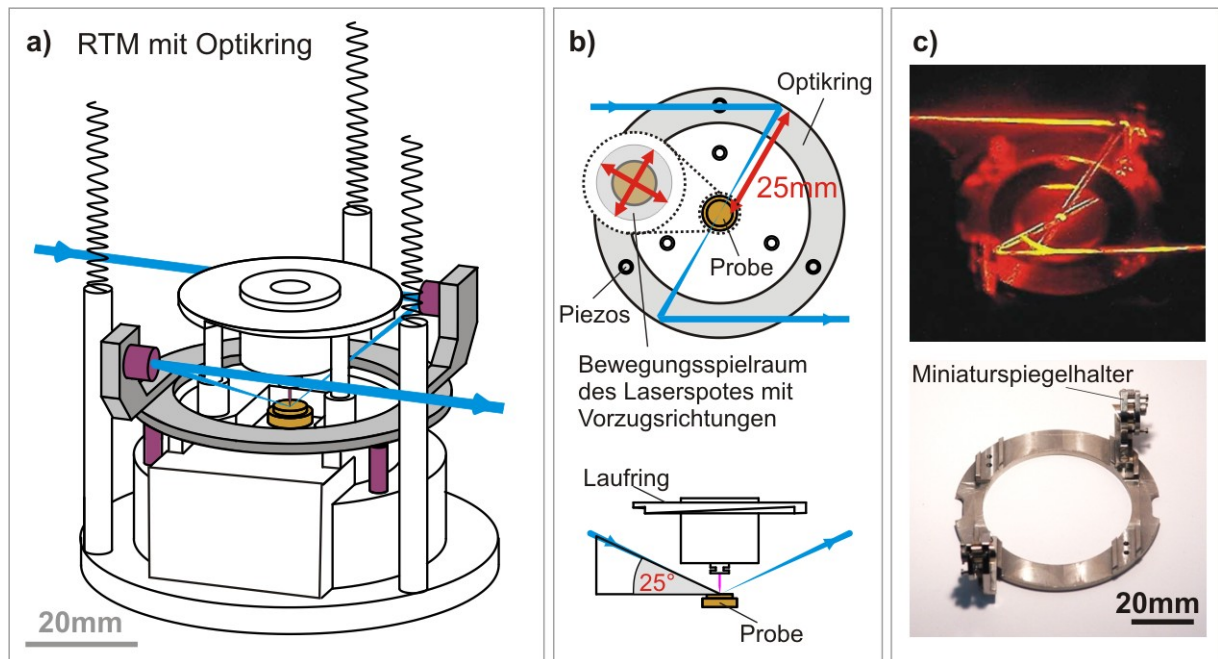 a) RTM mit Optikring
20mm
b)
Optikring
25mm
Probe
Piezos
Bewegungsspielraum
des Laserspotes mit
Vorzugsrichtungen
Laufring
25°
Probe
c)
Miniaturspiegelhalter
20mm